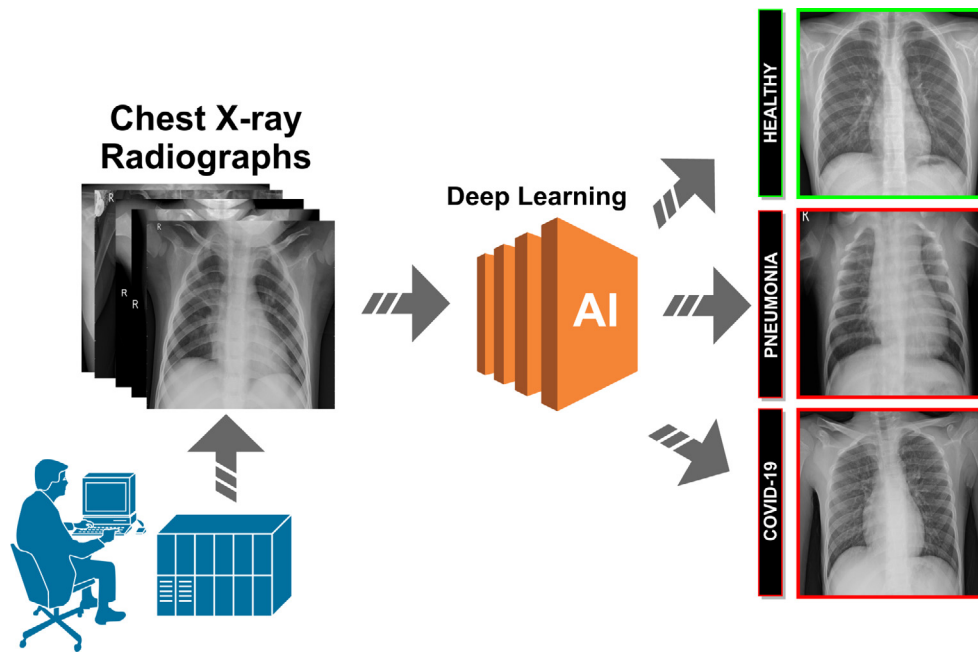 Chest X-ray
Radiographs
R
R
R
R
Deep Learning
AI
HEALTHY
PNEUMONIA
R
COVID-19